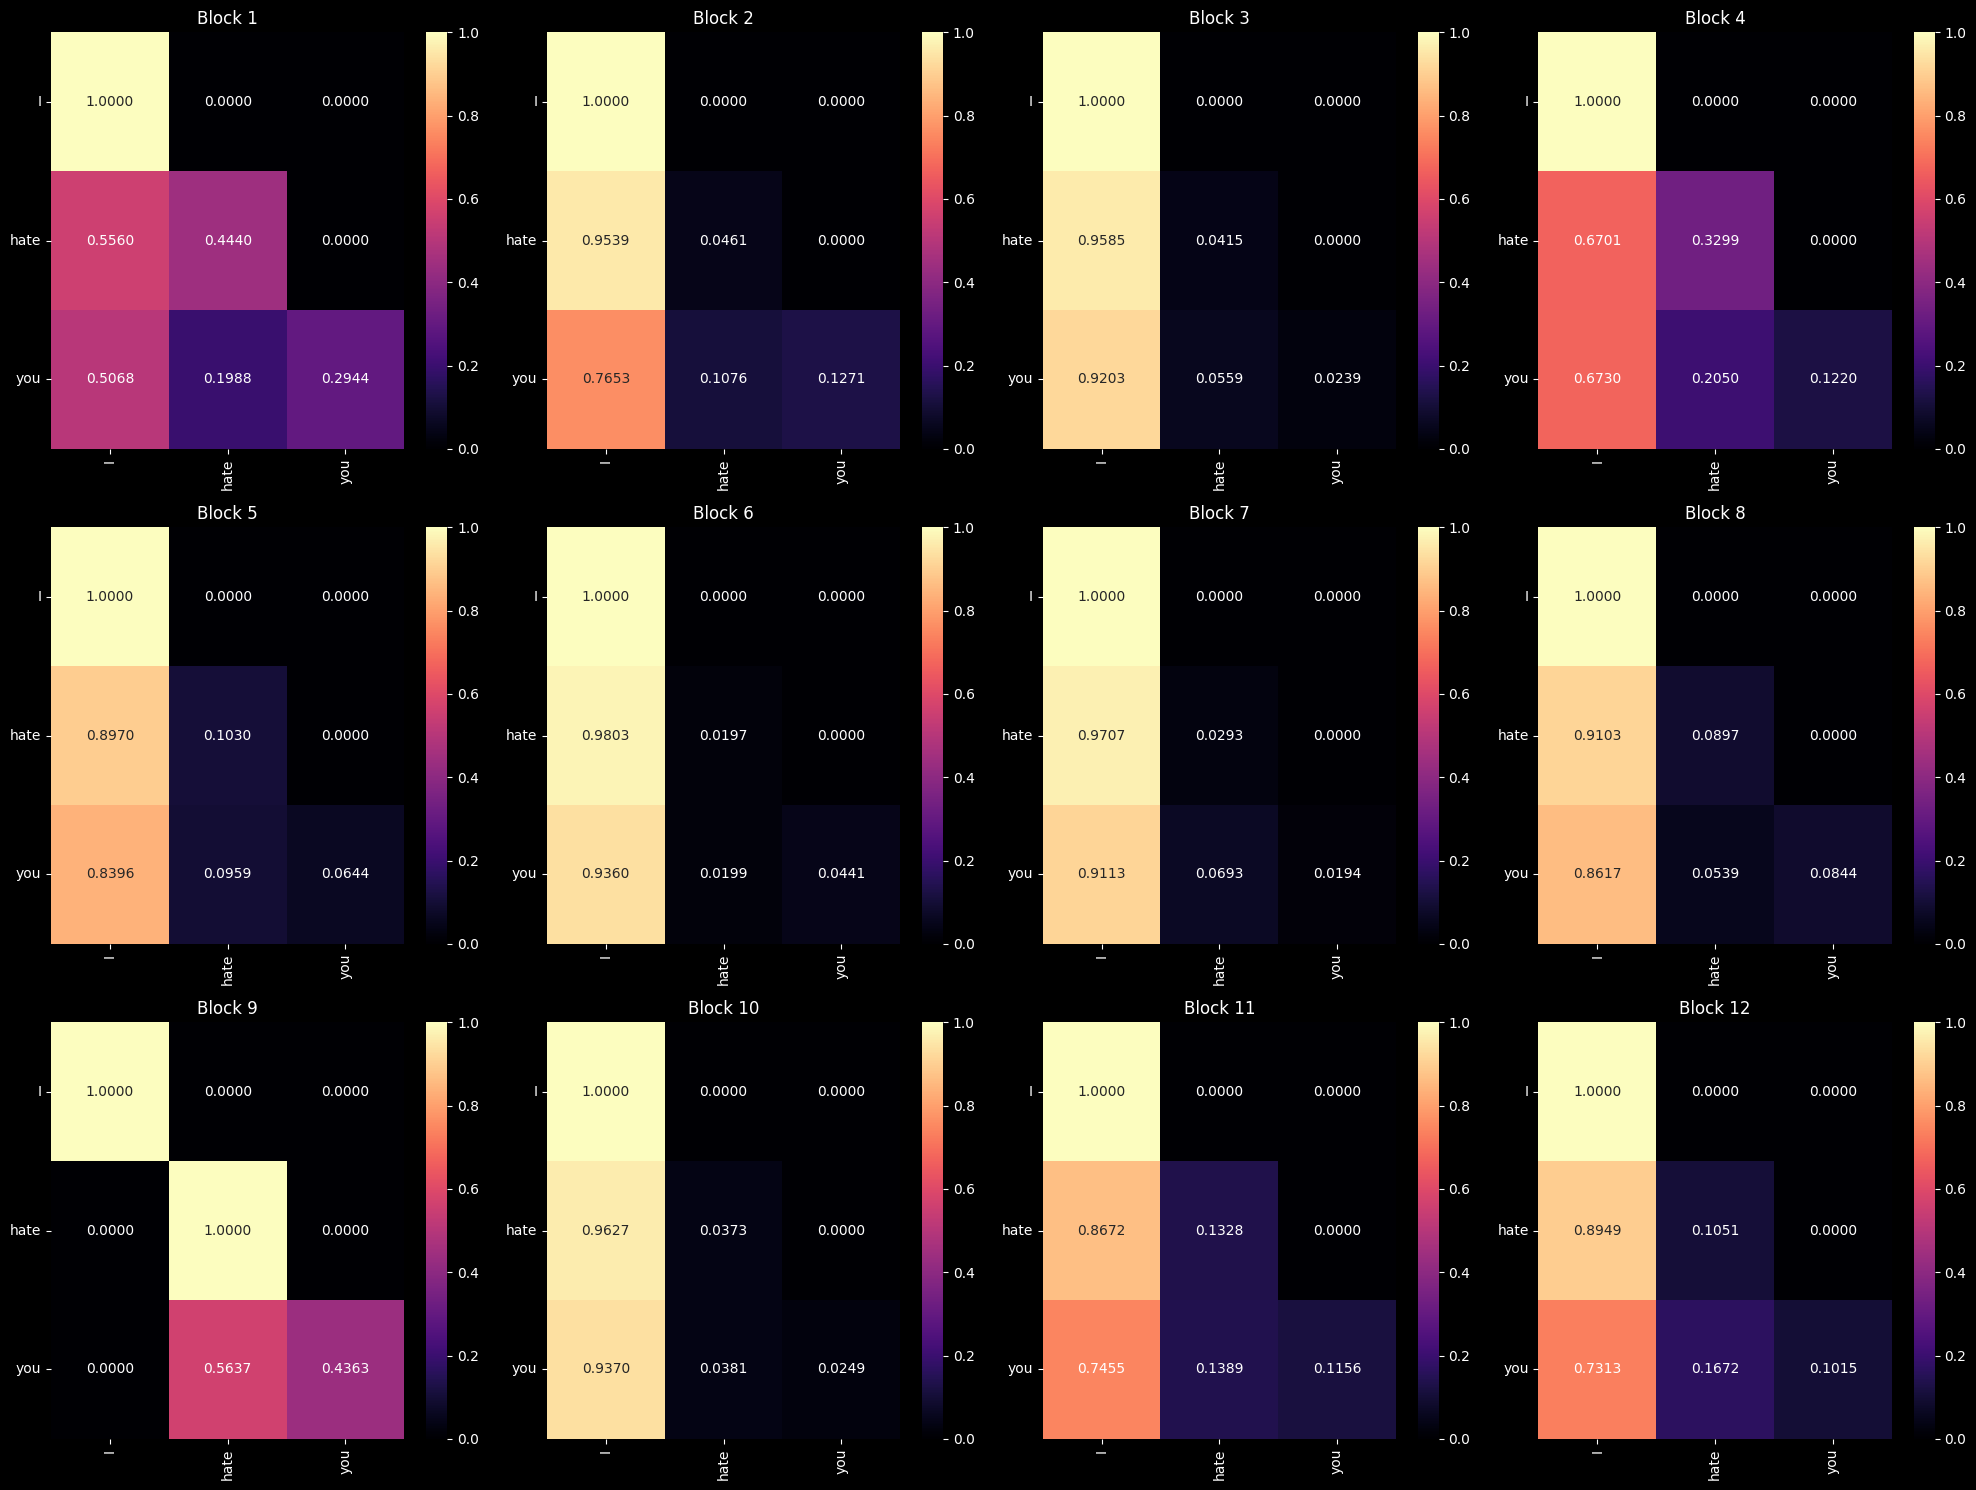 Block 1
1.0
0.8
0.6
0.4
0.2
0.0
I
1.0000 0.0000 0.0000
hate
0.5560 0.4440 0.0000
you
0.5068 0.1988 0.2944
I hate you
Block 2
1.0
0.8
0.6
0.4
0.2
0.0
I
1.0000 0.0000 0.0000
hate
0.9539 0.0461 0.0000
you
0.7653 0.1076 0.1271
I hate you
Block 3
1.0
0.8
0.6
0.4
0.2
0.0
I
1.0000 0.0000 0.0000
hate
0.9585 0.0415 0.0000
you
0.9203 0.0559 0.0239
I hate you
Block 4
1.0
0.8
0.6
0.4
0.2
0.0
I
1.0000 0.0000 0.0000
hate
0.6701 0.3299 0.0000
you
0.6730 0.2050 0.1220
I hate you
Block 5
1.0
0.8
0.6
0.4
0.2
0.0
I
1.0000 0.0000 0.0000
hate
0.8970 0.1030 0.0000
you
0.8396 0.0959 0.0644
I hate you
Block 6
1.0
0.8
0.6
0.4
0.2
0.0
I
1.0000 0.0000 0.0000
hate
0.9803 0.0197 0.0000
you
0.9360 0.0199 0.0441
I hate you
Block 7
1.0
0.8
0.6
0.4
0.2
0.0
I
1.0000 0.0000 0.0000
hate
0.9707 0.0293 0.0000
you
0.9113 0.0693 0.0194
I hate you
Block 8
1.0
0.8
0.6
0.4
0.2
0.0
I
1.0000 0.0000 0.0000
hate
0.9103 0.0897 0.0000
you
0.8617 0.0539 0.0844
I hate you
Block 9
1.0
0.8
0.6
0.4
0.2
0.0
I
1.0000 0.0000 0.0000
hate
0.0000 1.0000 0.0000
you
0.0000 0.5637 0.4363
I hate you
Block 10
1.0
0.8
0.6
0.4
0.2
0.0
I
1.0000 0.0000 0.0000
hate
0.9627 0.0373 0.0000
you
0.9370 0.0381 0.0249
I hate you
Block 11
1.0
0.8
0.6
0.4
0.2
0.0
I
1.0000 0.0000 0.0000
hate
0.8672 0.1328 0.0000
you
0.7455 0.1389 0.1156
I hate you
Block 12
1.0
0.8
0.6
0.4
0.2
0.0
I
1.0000 0.0000 0.0000
hate
0.8949 0.1051 0.0000
you
0.7313 0.1672 0.1015
I hate you